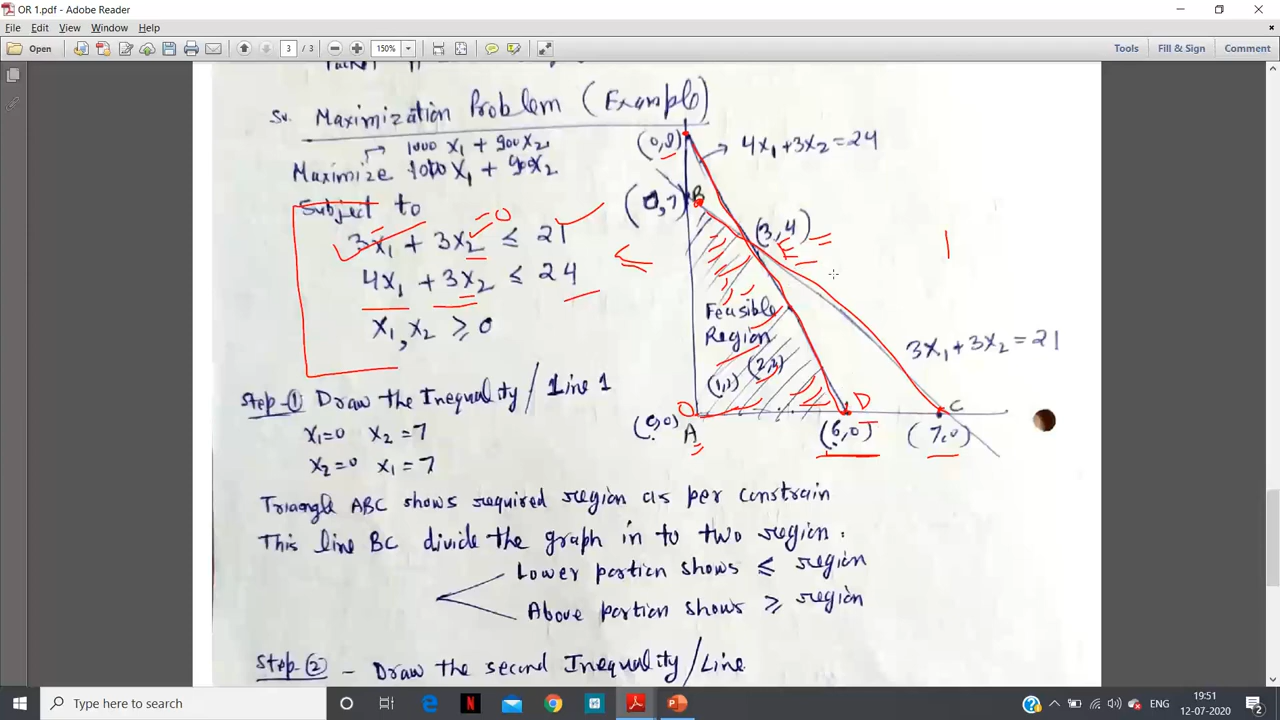 OR 1.pdf - Adobe Reader
File Edit View Window Help
Open 3 / 3 150% Tools Fill & Sign Comment
Maximization Problem (Example)
1000 x1 + 900x2
Maximize 1000 x1 + 900x2
Subject to
3x1 + 3x2 ≤ 21
= 0
4x1 + 3x2 ≤ 24
x1, x2 ≥ 0
(0,8)
4x1 + 3x2 = 24
(0,7)
B
(3,4)
E
Feasible
Region
(1,1) (2,2)
3x1 + 3x2 = 21
O
D
C
(0,0)
A
(6,0)
(7,0)
Step-① Draw the Inequality / Line 1
x1=0 x2=7
x2=0 x1=7
Triangle ABC shows required region as per constrain
This line BC divide the graph in to two region.
Lower portion shows ≤ region
Above portion shows ≥ region
Step-② - Draw the second Inequality/Line
Type here to search
ENG
19:51
12-07-2020
2